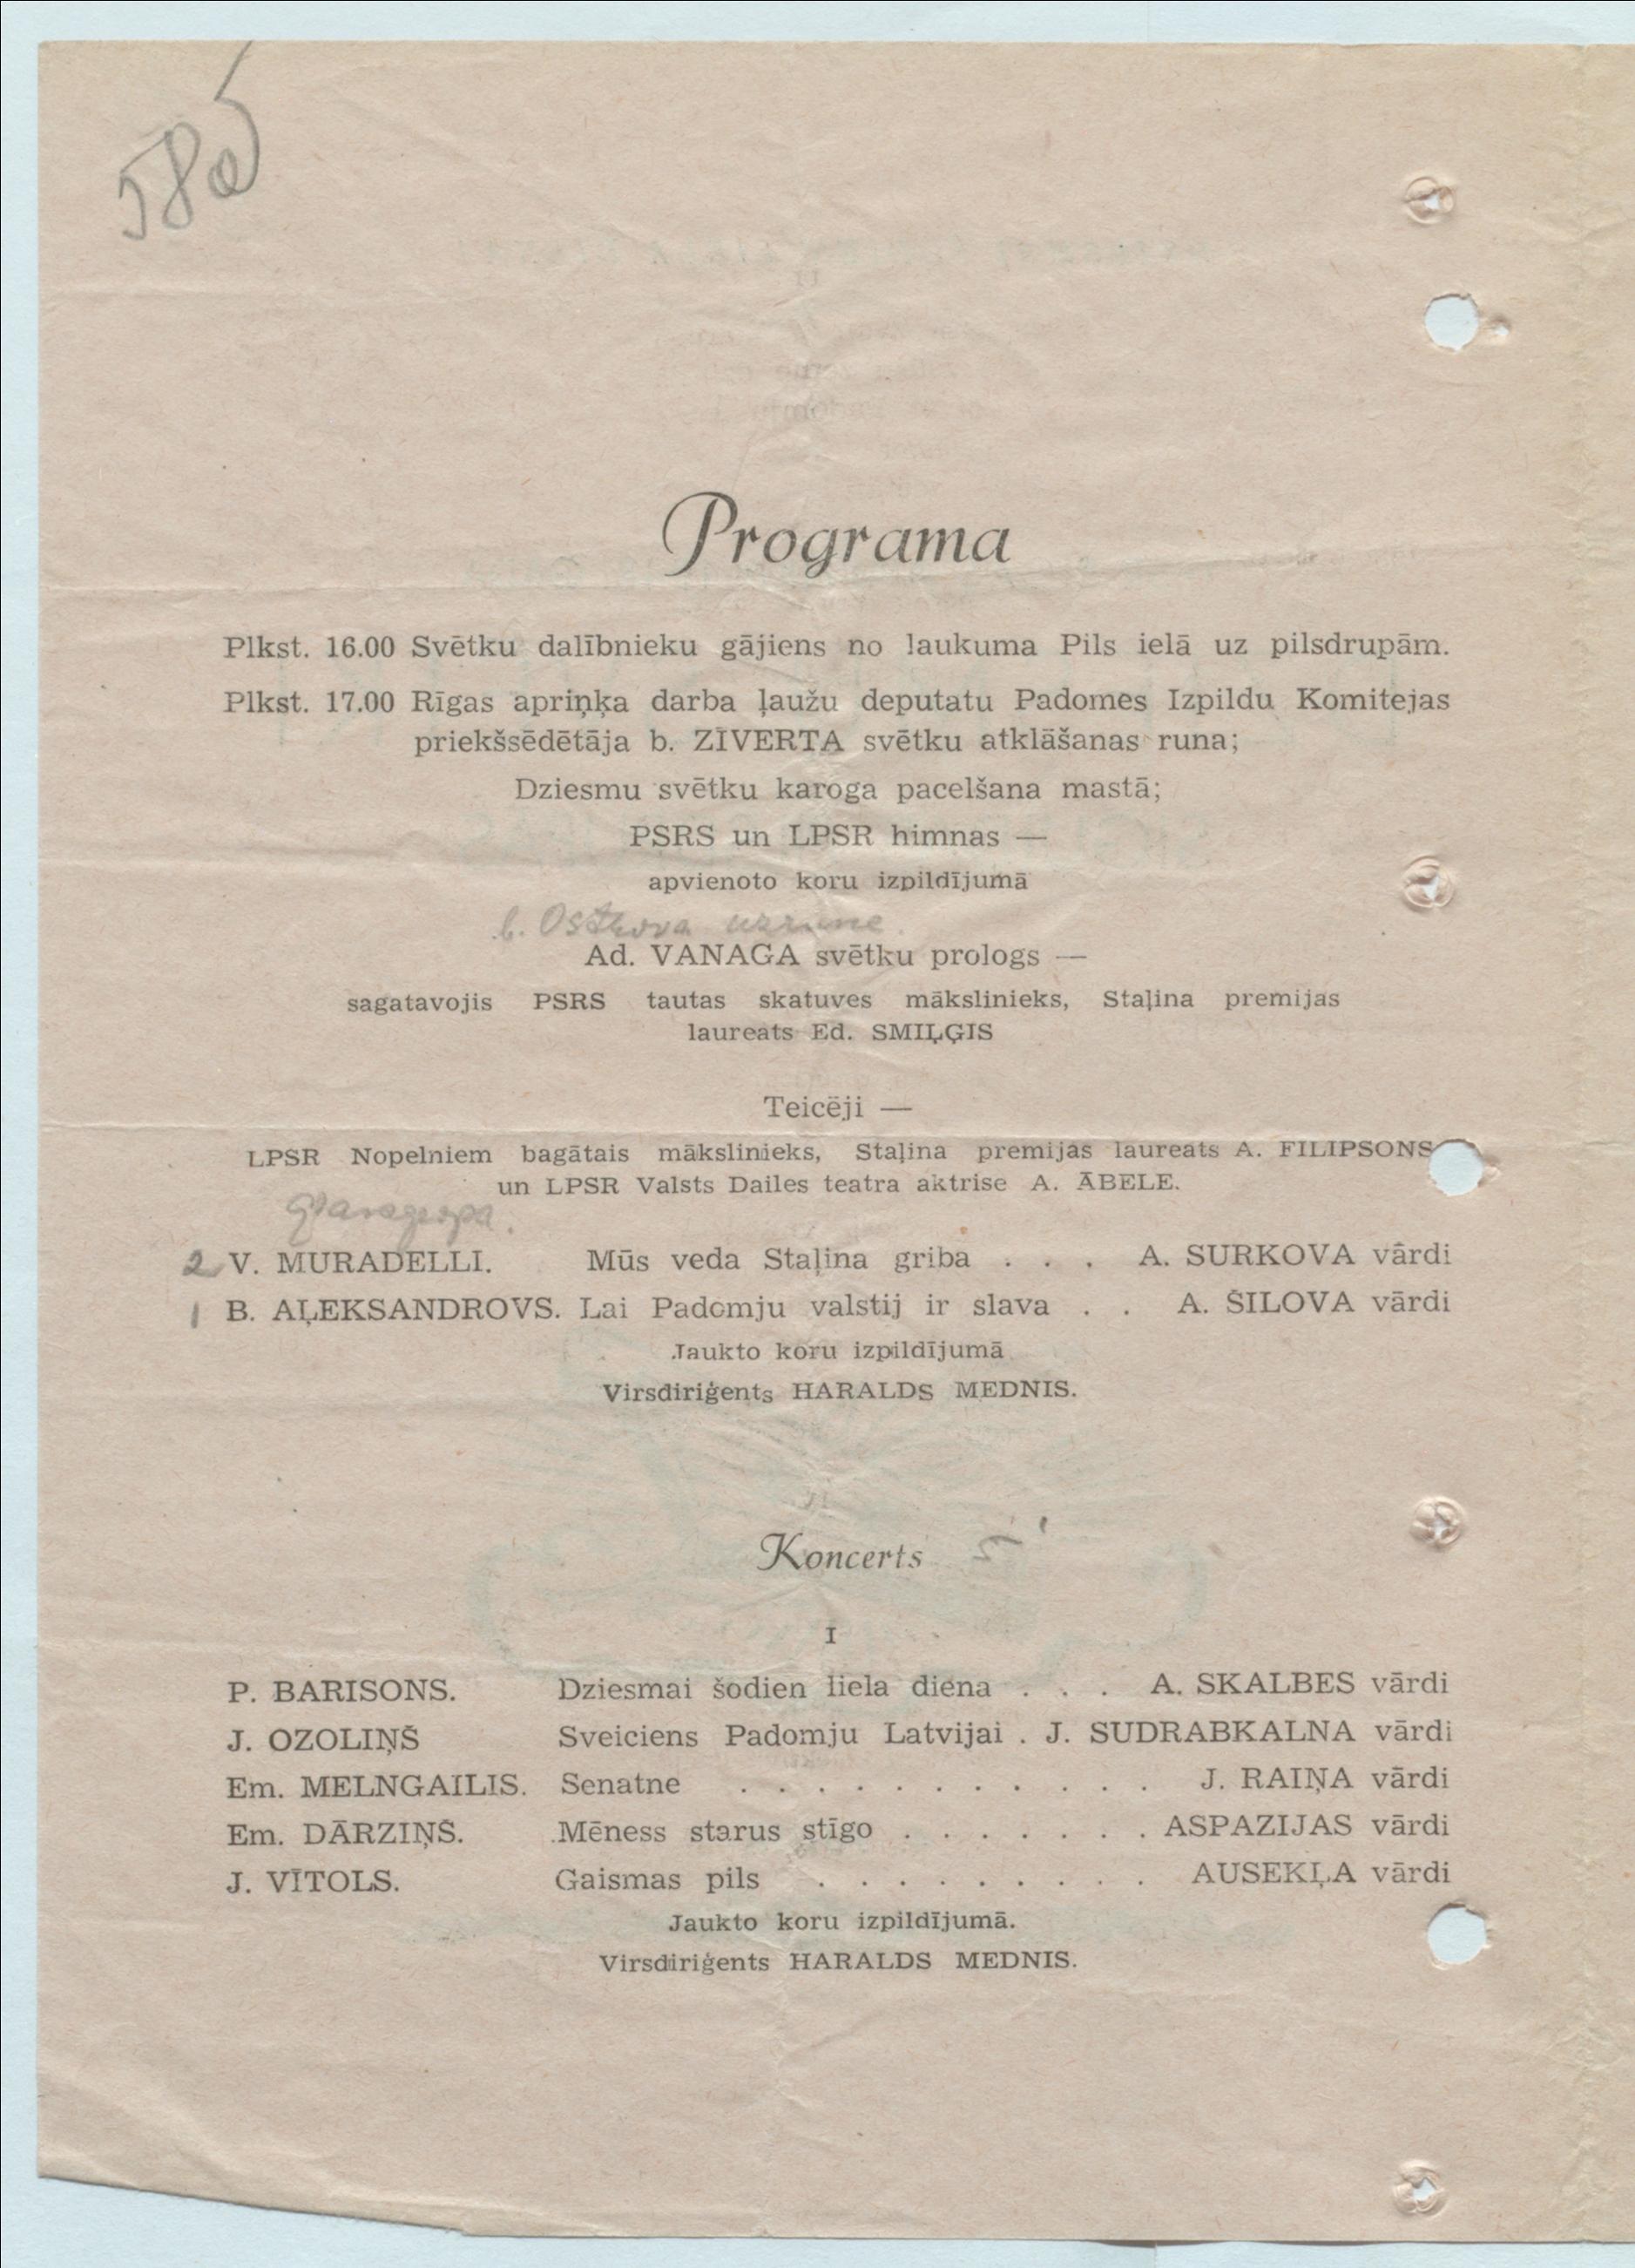 58a
Programa
Plkst. 16.00 Svētku dalībnieku gājiens no laukuma Pils ielā uz pilsdrupām.
Plkst. 17.00 Rīgas apriņķa darba ļaužu deputatu Padomes Izpildu Komitejas
priekšsēdētāja b. ZĪVERTA svētku atklāšanas runa;
Dziesmu svētku karoga pacelšana mastā;
PSRS un LPSR himnas —
apvienoto koru izpildījumā
b. Ostkova uzruna.
Ad. VANAGA svētku prologs —
sagatavojis PSRS tautas skatuves mākslinieks, Staļina premijas
laureats Ed. SMIĻĢIS
Teicēji —
LPSR Nopelniem bagātais mākslinieks, Staļina premijas laureats A. FILIPSONS
un LPSR Valsts Dailes teatra aktrise A. ĀBELE.
2 V. MURADELLI. Mūs veda Staļina griba . . . A. SURKOVA vārdi
1 B. AĻEKSANDROVS. Lai Padomju valstij ir slava . . A. ŠILOVA vārdi
Jaukto koru izpildījumā
Virsdiriģents HARALDS MEDNIS.
Koncerts
I
P. BARISONS. Dziesmai šodien liela diena . . . A. SKALBES vārdi
J. OZOLIŅŠ Sveiciens Padomju Latvijai . J. SUDRABKALNA vārdi
Em. MELNGAILIS. Senatne . . . . . . . . . . . J. RAIŅA vārdi
Em. DĀRZIŅŠ. Mēness starus stīgo . . . . . . . ASPAZIJAS vārdi
J. VĪTOLS. Gaismas pils . . . . . . . . . AUSEKĻA vārdi
Jaukto koru izpildījumā.
Virsdiriģents HARALDS MEDNIS.